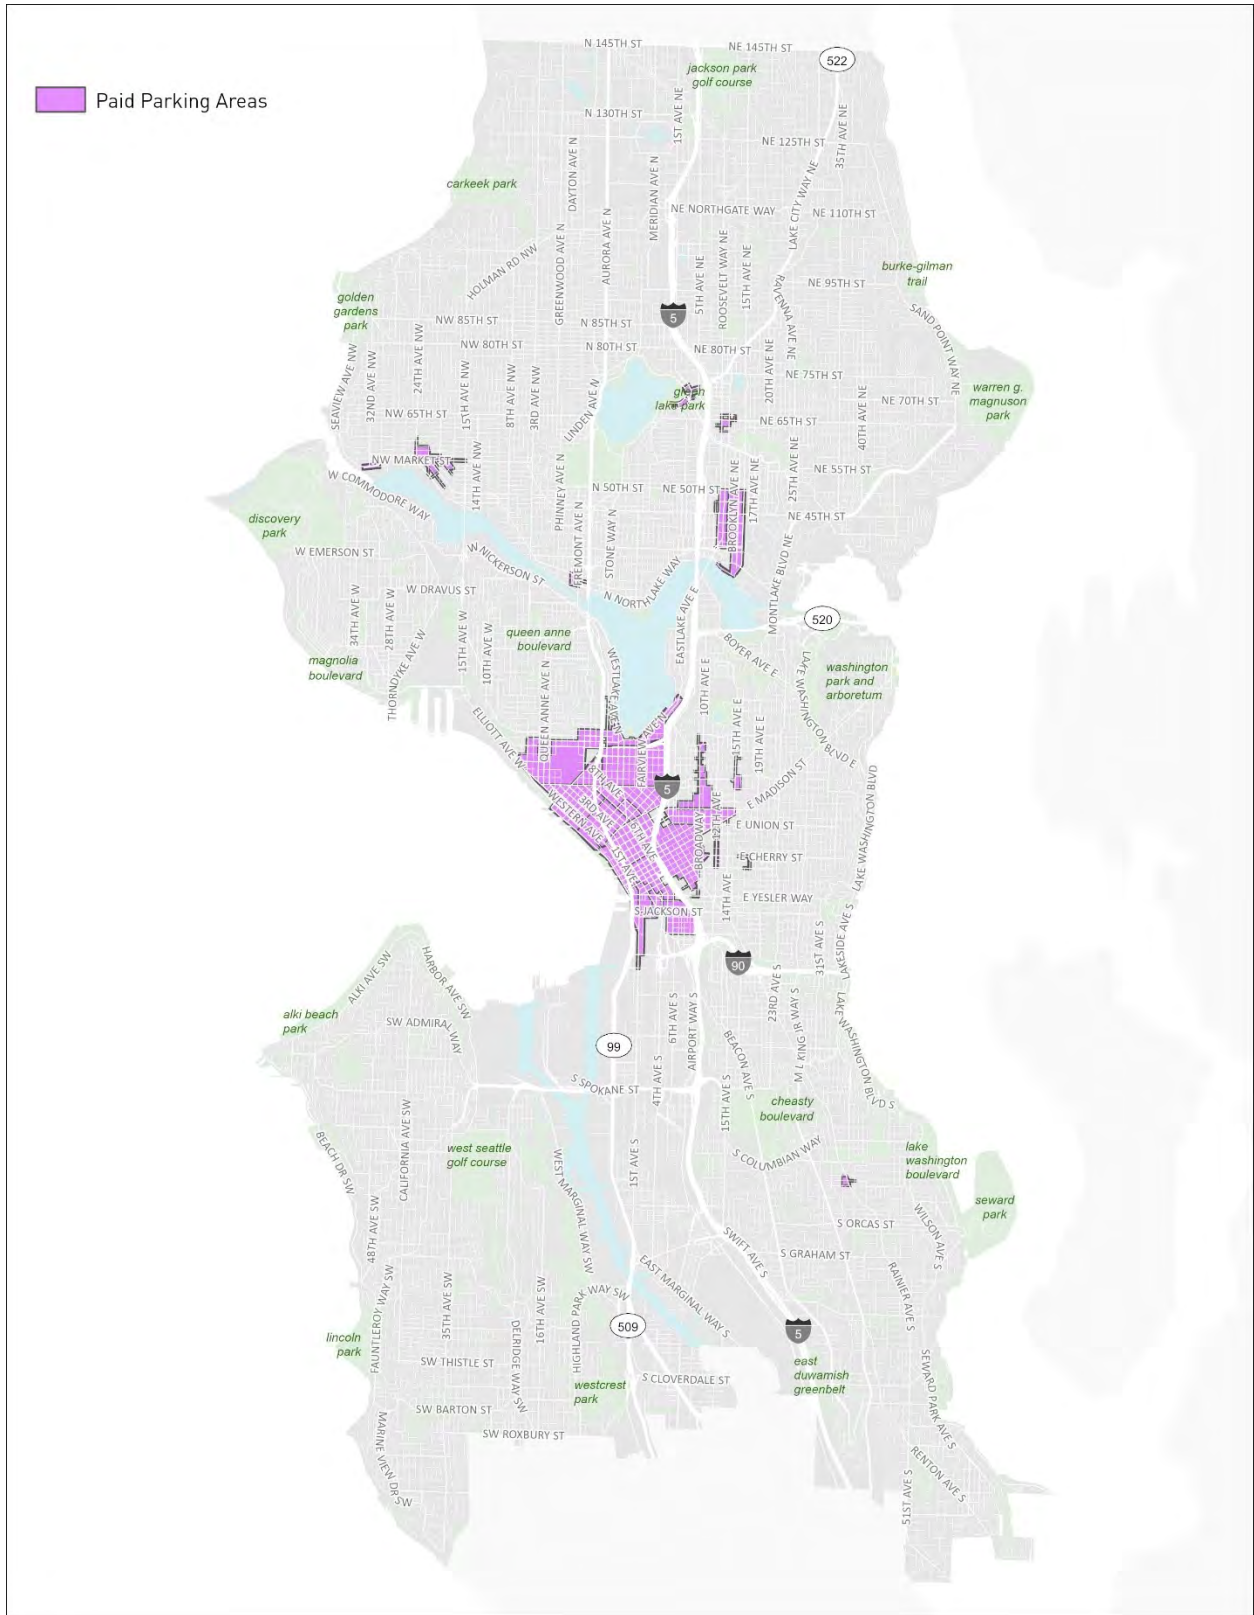 Paid Parking Areas
N 145TH ST
NE 145TH ST
522
jackson park
golf course
N 130TH ST
1ST AVE NE
35TH AVE NE
NE 125TH ST
DAYTON AVE N
MERIDIAN AVE N
LAKE CITY WAY NE
carkeek park
NE NORTHGATE WAY
NE 110TH ST
AURORA AVE N
HOLMAN RD NW
GREENWOOD AVE N
5TH AVE NE
ROOSEVELT WAY NE
15TH AVE NE
burke-gilman
trail
NE 95TH ST
RAVENNA AVE NE
golden
gardens
park
NW 85TH ST
N 85TH ST
5
SAND POINT WAY NE
NW 80TH ST
N 80TH ST
NE 80TH ST
SEAVIEW AVE NW
32ND AVE NW
24TH AVE NW
15TH AVE NW
8TH AVE NW
3RD AVE NW
LINDEN AVE N
20TH AVE NE
NE 75TH ST
green
lake park
40TH AVE NE
NE 70TH ST
warren g.
magnuson
park
NW 65TH ST
NE 65TH ST
NW MARKET ST
14TH AVE NW
NE 55TH ST
25TH AVE NE
W COMMODORE WAY
PHINNEY AVE N
N 50TH ST
NE 50TH ST
BROOKLYN AVE NE
17TH AVE NE
NE 45TH ST
discovery
park
W EMERSON ST
W NICKERSON ST
FREMONT AVE N
STONE WAY N
N NORTHLAKE WAY
MONTLAKE BLVD NE
W DRAVUS ST
34TH AVE W
28TH AVE W
15TH AVE W
10TH AVE W
queen anne
boulevard
EASTLAKE AVE E
520
BOYER AVE E
magnolia
boulevard
THORNDYKE AVE W
QUEEN ANNE AVE N
WESTLAKE AVE N
10TH AVE E
LAKE WASHINGTON BLVD E
washington
park and
arboretum
ELLIOTT AVE W
FAIRVIEW AVE N
15TH AVE E
19TH AVE E
8TH AVE
5
E MADISON ST
LAKE WASHINGTON BLVD
WESTERN AVE
3RD AVE
6TH AVE
1ST AVE
BROADWAY
12TH AVE
E UNION ST
E CHERRY ST
14TH AVE
E YESLER WAY
S JACKSON ST
31ST AVE S
LAKESIDE AVE S
90
ALKI AVE SW
HARBOR AVE SW
23RD AVE S
M L KING JR WAY S
LAKE WASHINGTON BLVD S
alki beach
park
SW ADMIRAL WAY
99
6TH AVE S
AIRPORT WAY S
BEACON AVE S
S SPOKANE ST
4TH AVE S
15TH AVE S
cheasty
boulevard
BEACH DR SW
CALIFORNIA AVE SW
west seattle
golf course
WEST MARGINAL WAY SW
1ST AVE S
S COLUMBIAN WAY
lake
washington
boulevard
seward
park
48TH AVE SW
S ORCAS ST
WILSON AVE S
SWIFT AVE S
S GRAHAM ST
EAST MARGINAL WAY S
RAINIER AVE S
FAUNTLEROY WAY SW
35TH AVE SW
16TH AVE SW
HIGHLAND PARK WAY SW
509
5
lincoln
park
DELRIDGE WAY SW
SW THISTLE ST
westcrest
park
S CLOVERDALE ST
east
duwamish
greenbelt
SEWARD PARK AVE S
SW BARTON ST
SW ROXBURY ST
MARINE VIEW DR SW
RENTON AVE S
51ST AVE S